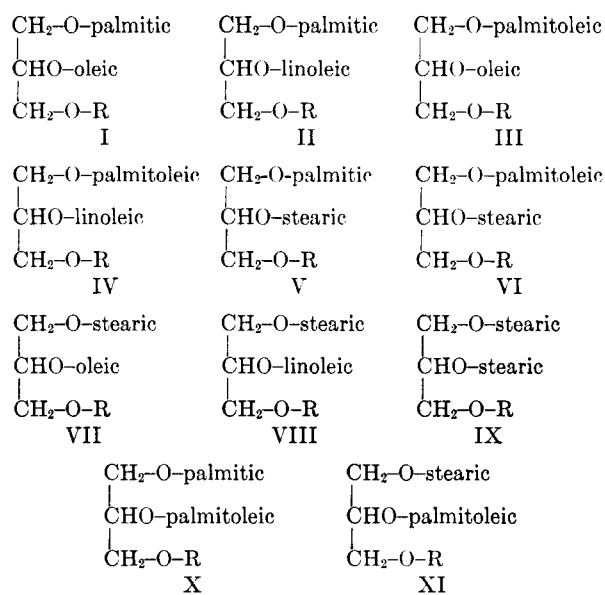 CH₂–O–palmitic CH₂–O–palmitic CH₂–O–palmitoleic
CHO–oleic CHO–linoleic CHO–oleic
CH₂–O–R CH₂–O–R CH₂–O–R
I II III
CH₂–O–palmitoleic CH₂–O–palmitic CH₂–O–palmitoleic
CHO–linoleic CHO–stearic CHO–stearic
CH₂–O–R CH₂–O–R CH₂–O–R
IV V VI
CH₂–O–stearic CH₂–O–stearic CH₂–O–stearic
CHO–oleic CHO–linoleic CHO–stearic
CH₂–O–R CH₂–O–R CH₂–O–R
VII VIII IX
CH₂–O–palmitic CH₂–O–stearic
CHO–palmitoleic CHO–palmitoleic
CH₂–O–R CH₂–O–R
X XI